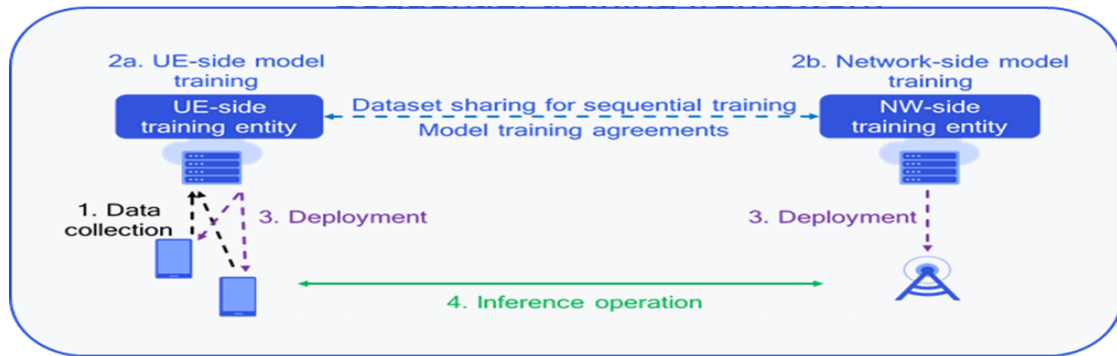 2a. UE-side model
training
UE-side
training entity
Dataset sharing for sequential training
Model training agreements
2b. Network-side model
training
NW-side
training entity
1. Data
collection
3. Deployment
3. Deployment
4. Inference operation